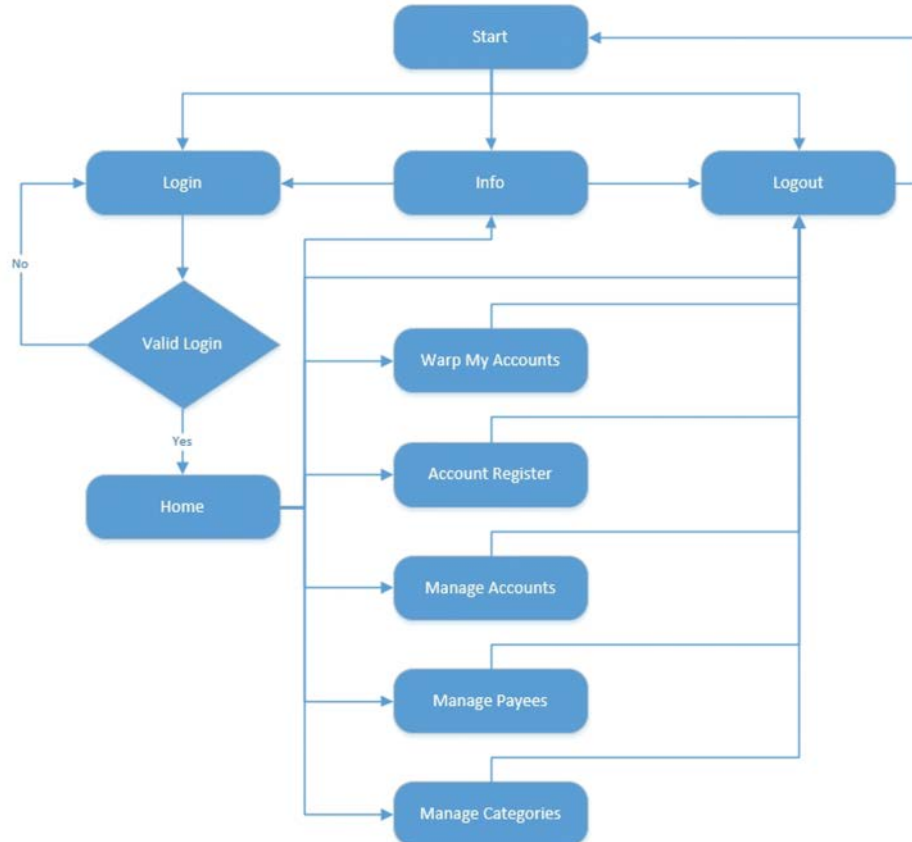 Start
Login
Info
Logout
No
Valid Login
Warp My Accounts
Yes
Account Register
Home
Manage Accounts
Manage Payees
Manage Categories